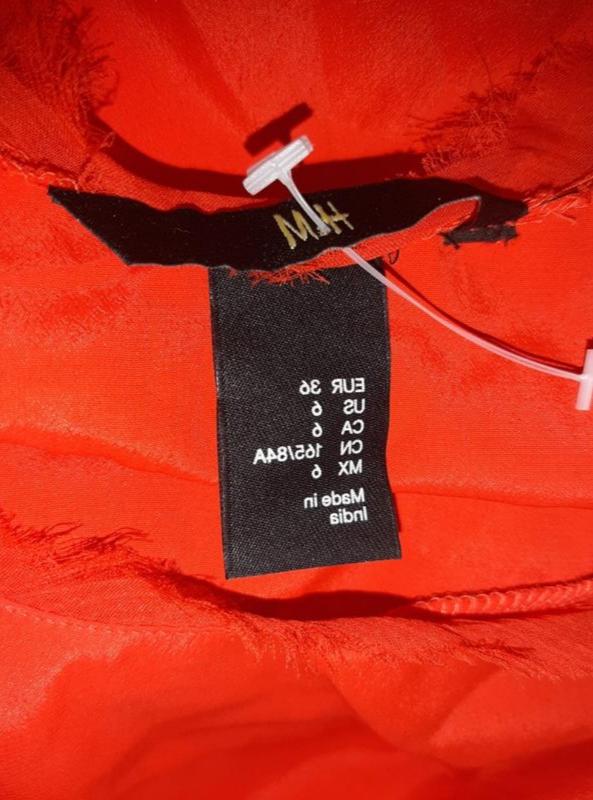 H&M
EUR 36
US 6
CA 6
CN 165/84A
MX 6
Made in
India